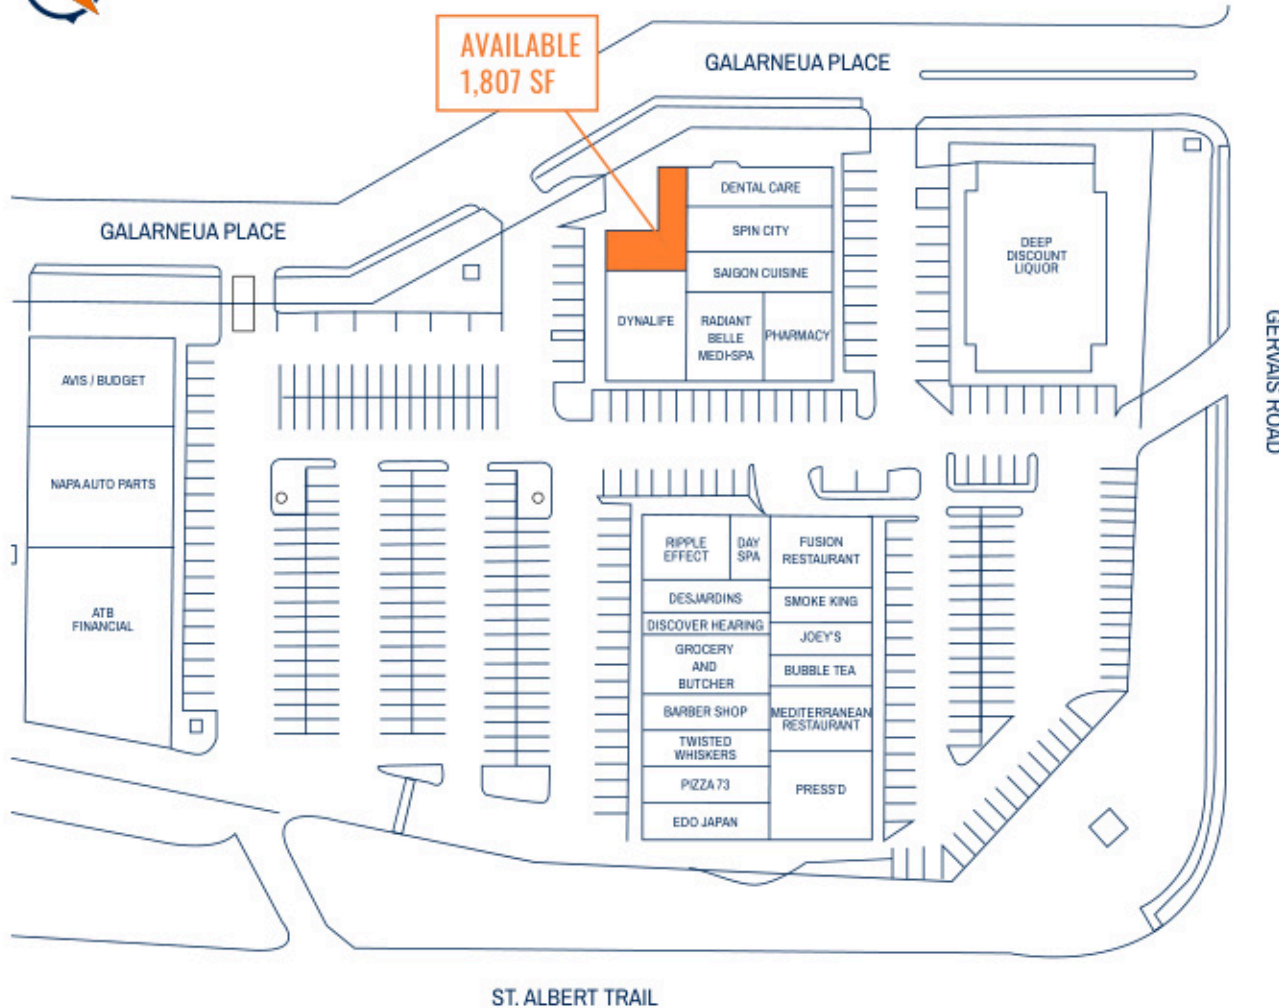 AVAILABLE
1,807 SF
GALARNEUA PLACE
GALARNEUA PLACE
DENTAL CARE
SPIN CITY
SAIGON CUISINE
DYNALIFE
RADIANT
BELLE
MEDI-SPA
PHARMACY
DEEP
DISCOUNT
LIQUOR
GERVAIS ROAD
AVIS / BUDGET
NAPA AUTO PARTS
ATB
FINANCIAL
RIPPLE
EFFECT
DAY
SPA
FUSION
RESTAURANT
DESJARDINS
SMOKE KING
DISCOVER HEARING
JOEY'S
GROCERY
AND
BUTCHER
BUBBLE TEA
BARBER SHOP
MEDITERRANEAN
RESTAURANT
TWISTED
WHISKERS
PIZZA 73
PRESS'D
EDO JAPAN
ST. ALBERT TRAIL